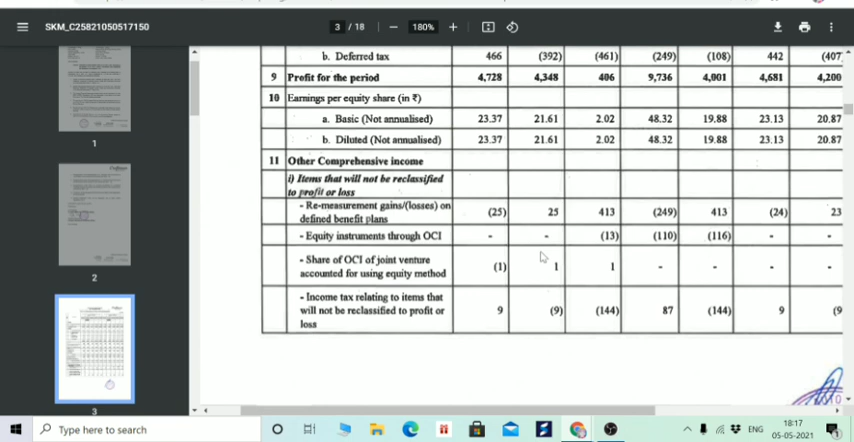 SKM_C25821050517150
3 / 18
180%
b. Deferred tax 466 (392) (461) (249) (108) 442 (407
9 Profit for the period 4,728 4,348 406 9,736 4,001 4,681 4,200
10 Earnings per equity share (in ₹)
a. Basic (Not annualised) 23.37 21.61 2.02 48.32 19.88 23.13 20.87
b. Diluted (Not annualised) 23.37 21.61 2.02 48.32 19.88 23.13 20.87
11 Other Comprehensive income
i) Items that will not be reclassified
to profit or loss
- Re-measurement gains/(losses) on
defined benefit plans (25) 25 413 (249) 413 (24) 23
- Equity instruments through OCI - - (13) (110) (116) - -
- Share of OCI of joint venture
accounted for using equity method (1) 1 1 - - - -
- Income tax relating to items that
will not be reclassified to profit or
loss 9 (9) (144) 87 (144) 9 (9
1
2
3
Type here to search
ENG
18:17
05-05-2021